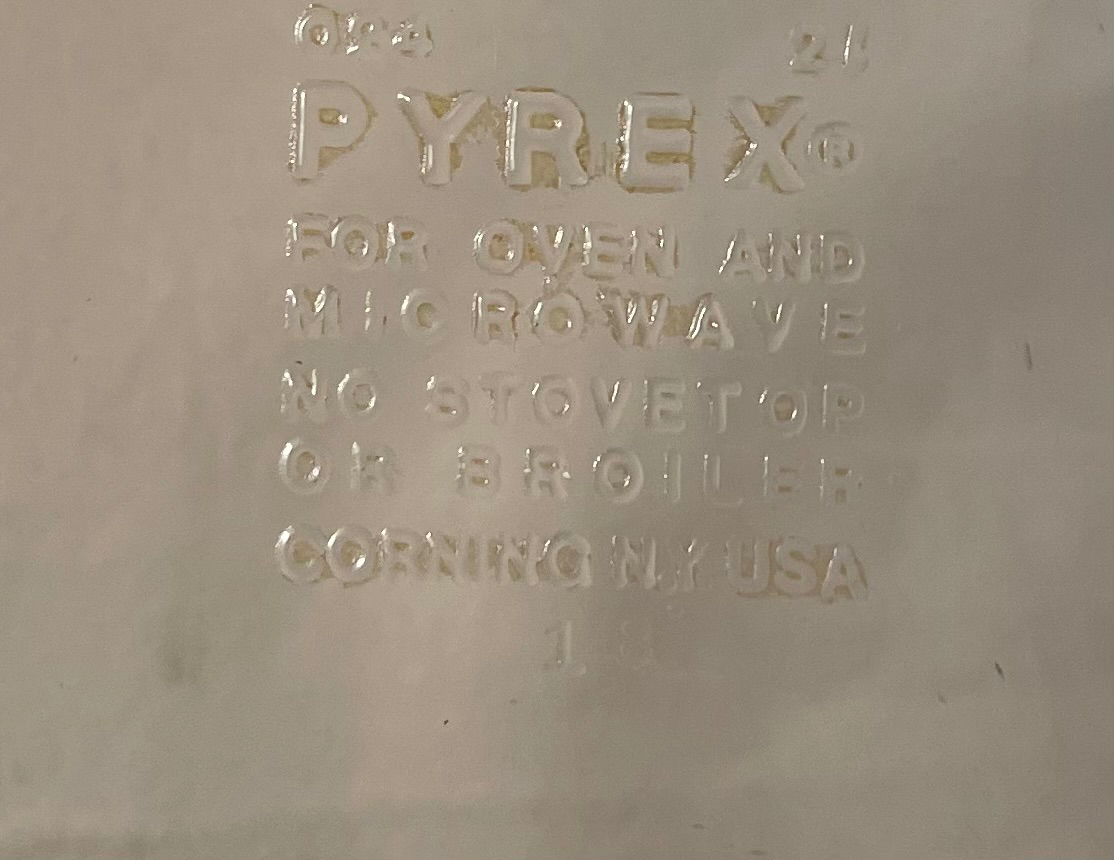 PYREX®
FOR OVEN AND
MICROWAVE
NO STOVETOP
OR BROILER
CORNING N.Y. USA